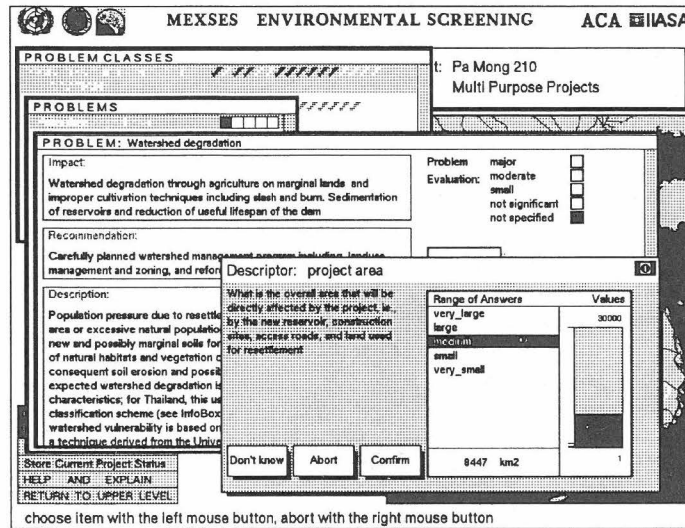 MEXSES ENVIRONMENTAL SCREENING
ACA IIASA
PROBLEM CLASSES
t: Pa Mong 210
Multi Purpose Projects
PROBLEMS
PROBLEM: Watershed degradation
Impact:
Watershed degradation through agriculture on marginal lands and
improper cultivation techniques including slash and burn. Sedimentation
of reservoirs and reduction of useful lifespan of the dam
Problem
Evaluation:
major
moderate
small
not significant
not specified
Recommendation:
Carefully planned watershed management program including, landuse
management and zoning, and refor
Description:
Population pressure due to resettle
area or excessive natural populatio
new and possibly marginal soils for
of natural habitats and vegetation c
consequent soil erosion and possib
expected watershed degradation is
characteristics; for Thailand, this us
classification scheme (see InfoBox
watershed vulnerability is based on
a technique derived from the Unive
Descriptor: project area
What is the overall area that will be
directly affected by the project, ie.,
by the new reservoir, construction
sites, access roads, and land used
for resettlement
Range of Answers
very_large
large
medium
small
very_small
8447 km2
Values
30000
1
Don't know
Abort
Confirm
Store Current Project Status
HELP AND EXPLAIN
RETURN TO UPPER LEVEL
choose item with the left mouse button, abort with the right mouse button